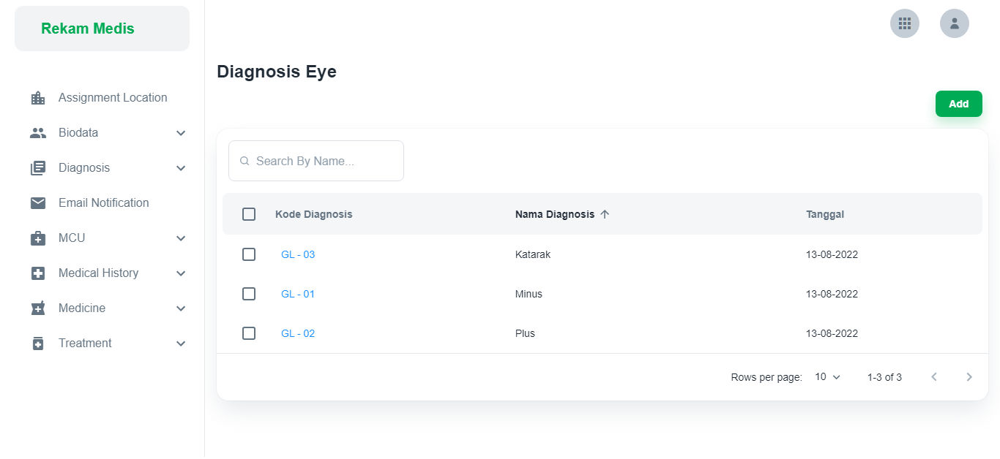 Rekam Medis
Assignment Location
Biodata
Diagnosis
Email Notification
MCU
Medical History
Medicine
Treatment
Diagnosis Eye
Add
Search By Name...
Kode Diagnosis Nama Diagnosis Tanggal
GL - 03 Katarak 13-08-2022
GL - 01 Minus 13-08-2022
GL - 02 Plus 13-08-2022
Rows per page: 10 1-3 of 3